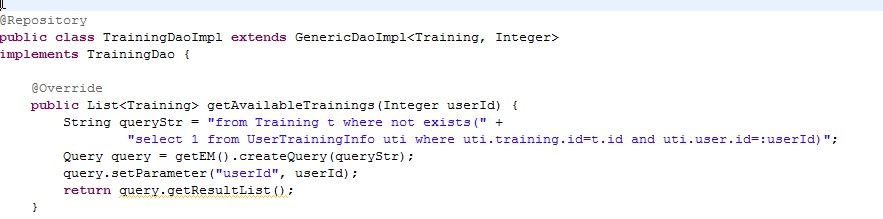 @Repository
public class TrainingDaoImpl extends GenericDaoImpl<Training, Integer>
implements TrainingDao {
@Override
public List<Training> getAvailableTrainings(Integer userId) {
String queryStr = "from Training t where not exists(" +
"select 1 from UserTrainingInfo uti where uti.training.id=t.id and uti.user.id=:userId)";
Query query = getEM().createQuery(queryStr);
query.setParameter("userId", userId);
return query.getResultList();
}